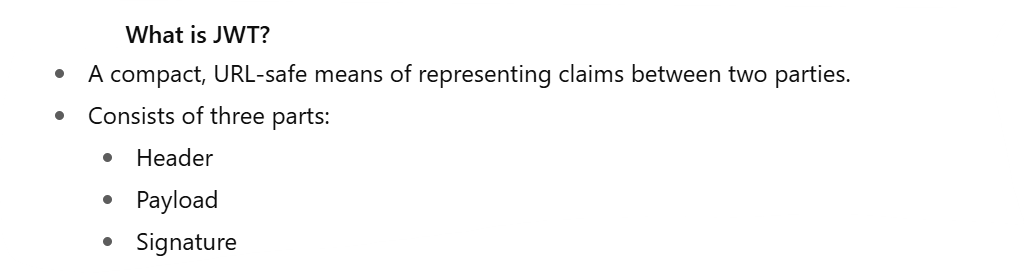 What is JWT?
A compact, URL-safe means of representing claims between two parties.
Consists of three parts:
Header
Payload
Signature